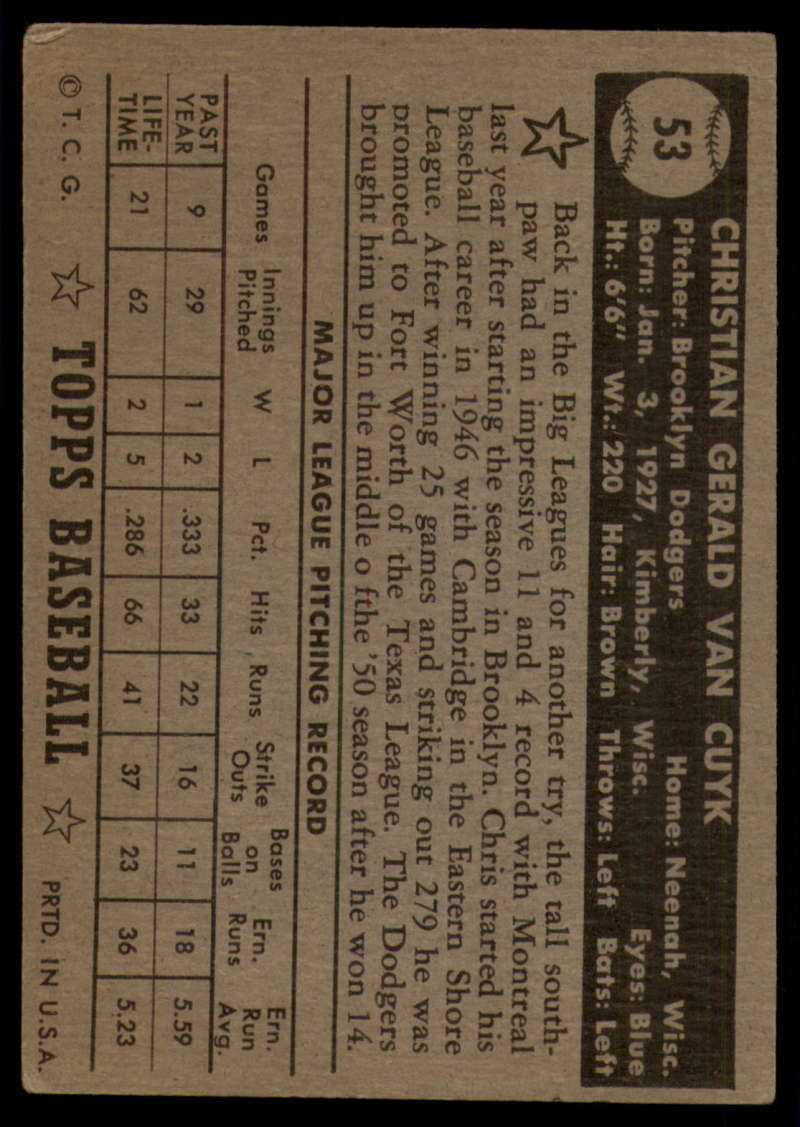 53
CHRISTIAN GERALD VAN CUYK
Pitcher: Brooklyn Dodgers Home: Neenah, Wisc.
Born: Jan. 3, 1927, Kimberly, Wisc. Eyes: Blue
Ht.: 6'6" Wt.: 220 Hair: Brown Throws: Left Bats: Left
Back in the Big Leagues for another try, the tall south-
paw had an impressive 11 and 4 record with Montreal
last year after starting the season in Brooklyn. Chris started his
baseball career in 1946 with Cambridge in the Eastern Shore
League. After winning 25 games and striking out 279 he was
promoted to Fort Worth of the Texas League. The Dodgers
brought him up in the middle o fthe '50 season after he won 14.
MAJOR LEAGUE PITCHING RECORD
Games Innings Pitched W L Pct. Hits Runs Strike Outs Bases on Balls Ern. Runs Ern. Run Avg.
PAST YEAR 9 29 1 2 .333 33 22 16 11 18 5.59
LIFE-TIME 21 62 2 5 .286 66 41 37 23 36 5.23
© T. C. G. TOPPS BASEBALL PRTD. IN U.S.A.